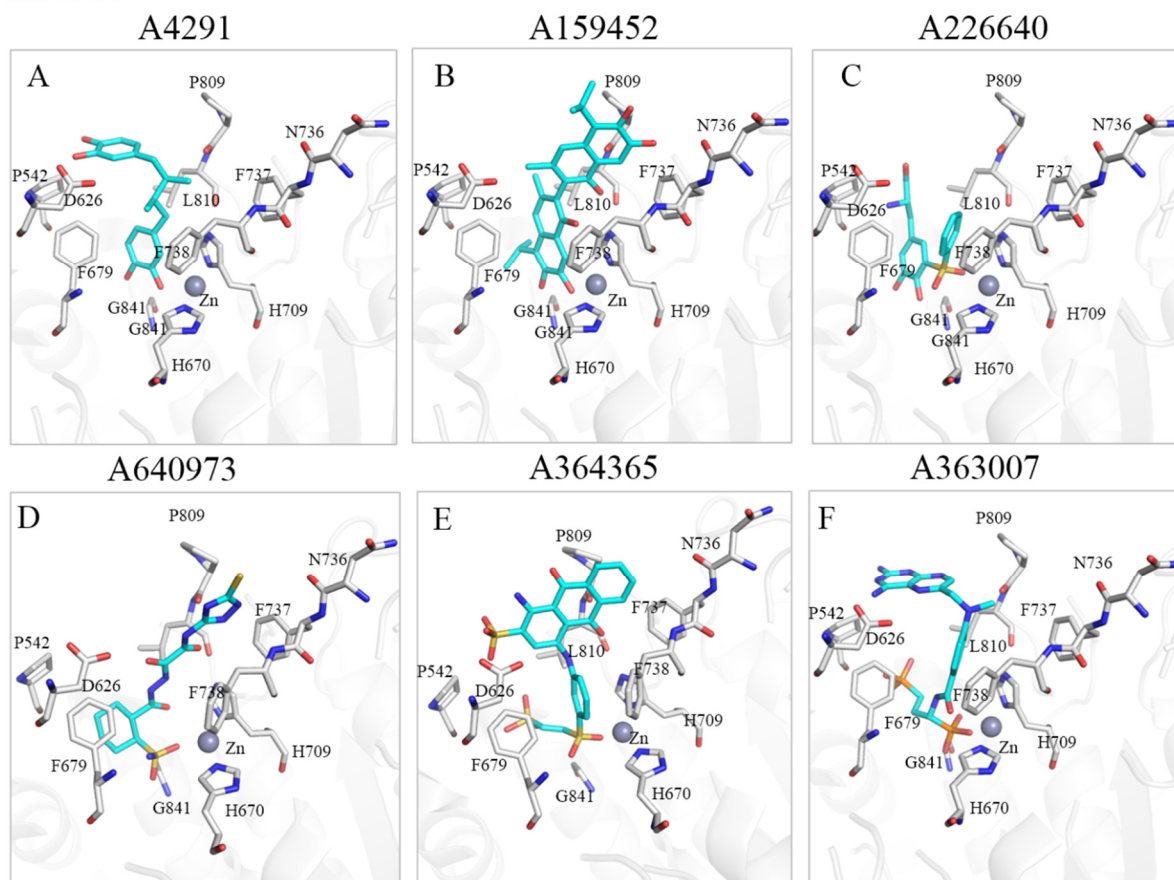 A4291 A159452 A226640
A
P809
N736
P542
F737
D626
L810
F738
F679
Zn
G841
G841
H709
H670
B
P809
N736
P542
F737
D626
L810
F738
F679
Zn
G841
G841
H709
H670
C
P809
N736
P542
F737
D626
L810
F738
F679
Zn
G841
G841
H709
H670
A640973 A364365 A363007
D
P809
N736
F737
P542
D626
F738
F679
Zn
H709
G841
H670
E
P809
N736
F737
L810
P542
F738
D626
H709
Zn
F679
G841
H670
F
P809
N736
P542
F737
D626
L810
F738
F679
Zn
H709
G841
H670